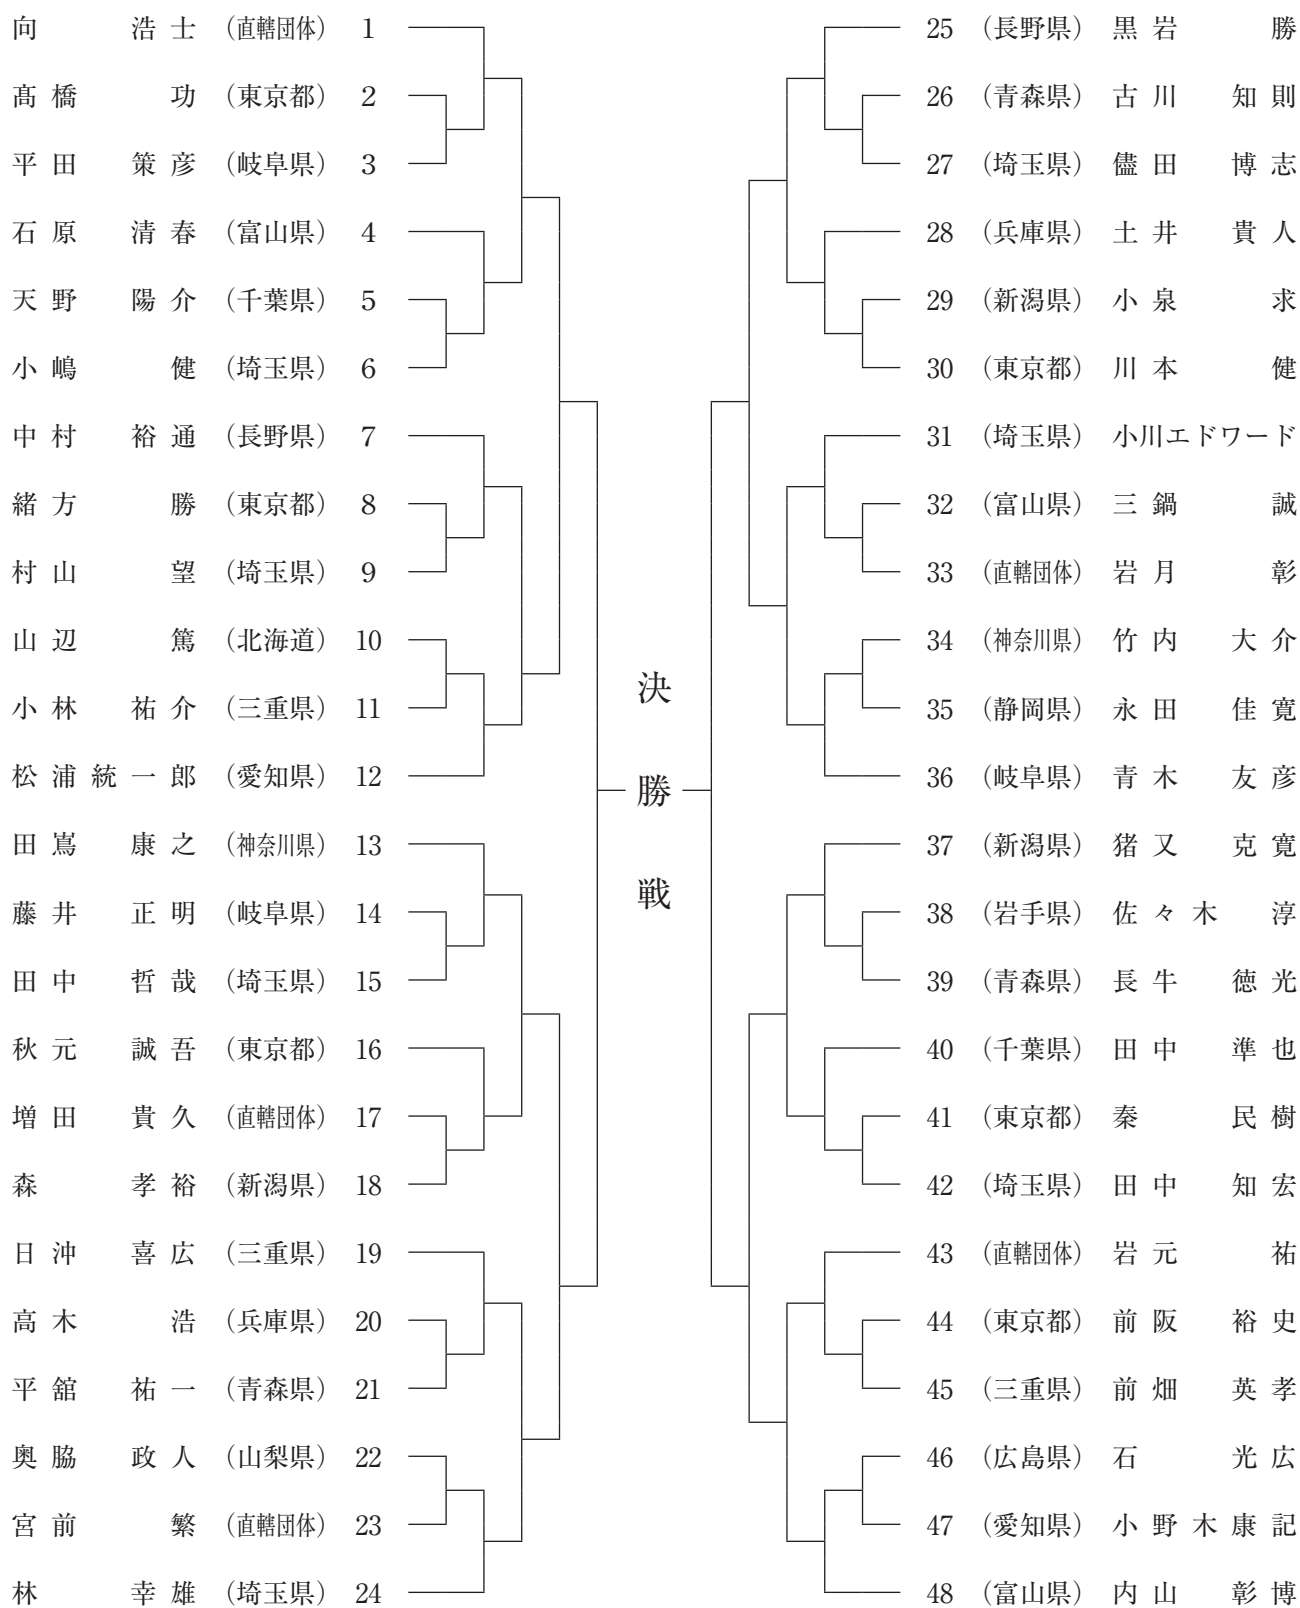 向 浩士 （直轄団体） 1
髙橋 功 （東京都） 2
平田 策彦 （岐阜県） 3
石原 清春 （富山県） 4
天野 陽介 （千葉県） 5
小嶋 健 （埼玉県） 6
中村 裕通 （長野県） 7
緒方 勝 （東京都） 8
村山 望 （埼玉県） 9
山辺 篤 （北海道） 10
小林 祐介 （三重県） 11
松浦統一郎 （愛知県） 12
田嶌 康之 （神奈川県） 13
藤井 正明 （岐阜県） 14
田中 哲哉 （埼玉県） 15
秋元 誠吾 （東京都） 16
増田 貴久 （直轄団体） 17
森 孝裕 （新潟県） 18
日沖 喜広 （三重県） 19
高木 浩 （兵庫県） 20
平舘 祐一 （青森県） 21
奥脇 政人 （山梨県） 22
宮前 繁 （直轄団体） 23
林 幸雄 （埼玉県） 24
決勝戦
25 （長野県） 黒岩 勝
26 （青森県） 古川 知則
27 （埼玉県） 儘田 博志
28 （兵庫県） 土井 貴人
29 （新潟県） 小泉 求
30 （東京都） 川本 健
31 （埼玉県） 小川エドワード
32 （富山県） 三鍋 誠
33 （直轄団体） 岩月 彰
34 （神奈川県） 竹内 大介
35 （静岡県） 永田 佳寛
36 （岐阜県） 青木 友彦
37 （新潟県） 猪又 克寛
38 （岩手県） 佐々木 淳
39 （青森県） 長牛 徳光
40 （千葉県） 田中 準也
41 （東京都） 秦 民樹
42 （埼玉県） 田中 知宏
43 （直轄団体） 岩元 祐
44 （東京都） 前阪 裕史
45 （三重県） 前畑 英孝
46 （広島県） 石 光広
47 （愛知県） 小野木康記
48 （富山県） 内山 彰博